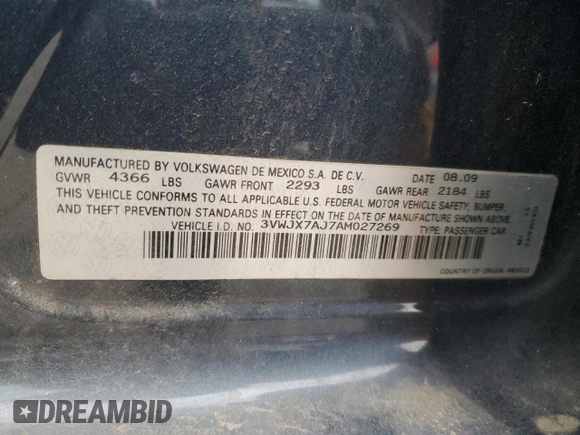 MANUFACTURED BY VOLKSWAGEN DE MEXICO S.A. DE C.V. DATE 08.09
GVWR 4366 LBS GAWR FRONT 2293 LBS GAWR REAR 2184 LBS
THIS VEHICLE CONFORMS TO ALL APPLICABLE U.S. FEDERAL MOTOR VEHICLE SAFETY, BUMPER,
AND THEFT PREVENTION STANDARDS IN EFFECT ON THE DATE OF MANUFACTURE SHOWN ABOVE.
VEHICLE I.D. NO. 3VWJX7AJ7AM027269 TYPE: PASSENGER CAR
COUNTRY OF ORIGIN: MEXICO
DREAMBID